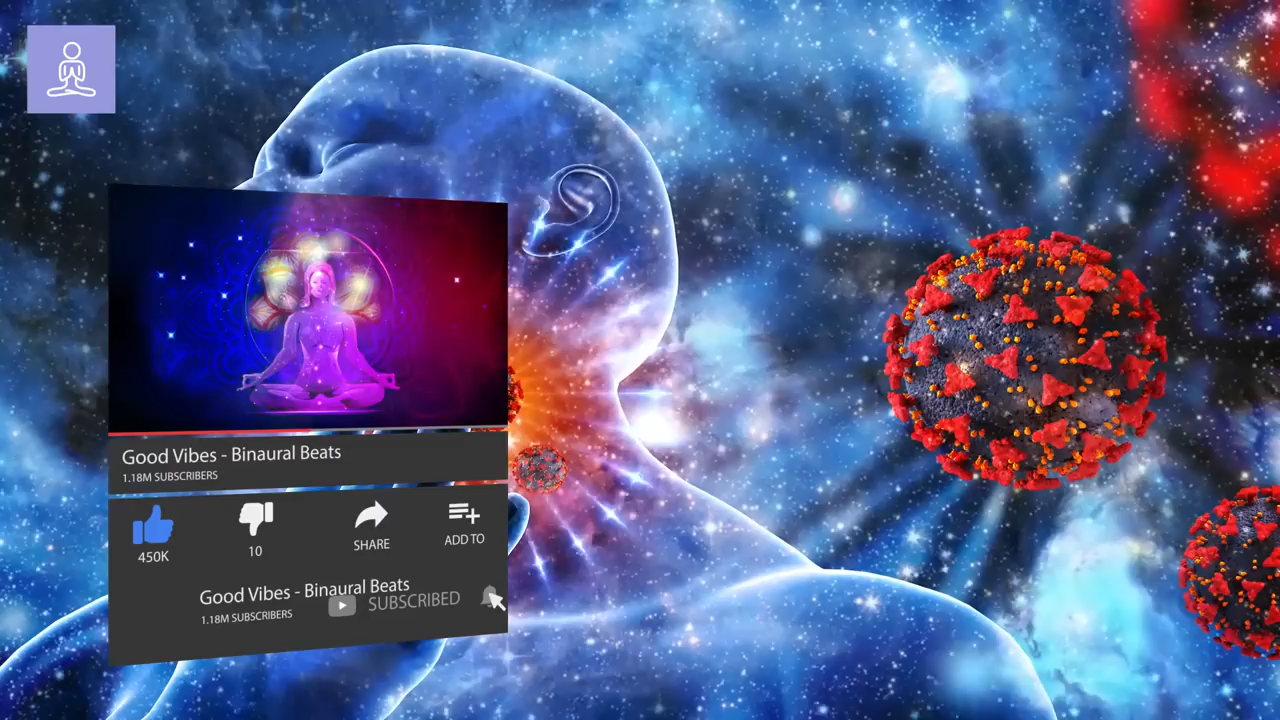 Good Vibes - Binaural Beats
1.18M SUBSCRIBERS
450K
10
SHARE
ADD TO
Good Vibes - Binaural Beats
1.18M SUBSCRIBERS
SUBSCRIBED